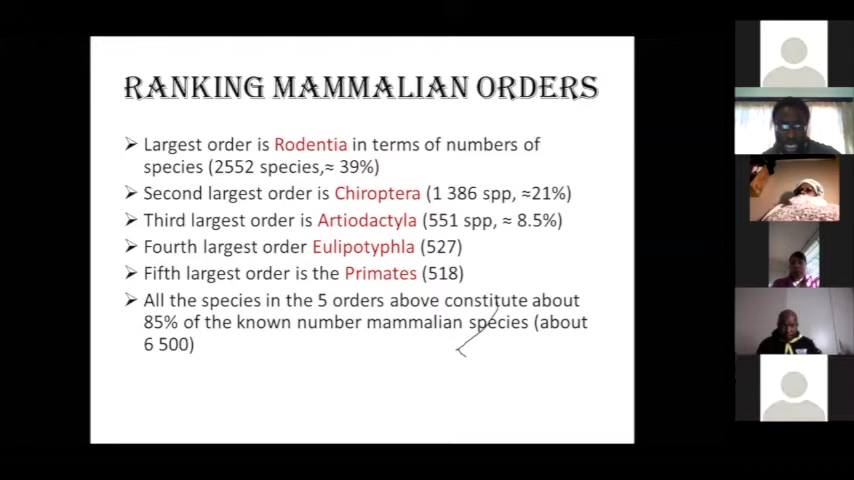 RANKING MAMMALIAN ORDERS
➢ Largest order is Rodentia in terms of numbers of
species (2552 species,≈ 39%)
➢ Second largest order is Chiroptera (1 386 spp, ≈21%)
➢ Third largest order is Artiodactyla (551 spp, ≈ 8.5%)
➢ Fourth largest order Eulipotyphla (527)
➢ Fifth largest order is the Primates (518)
➢ All the species in the 5 orders above constitute about
85% of the known number mammalian species (about
6 500)